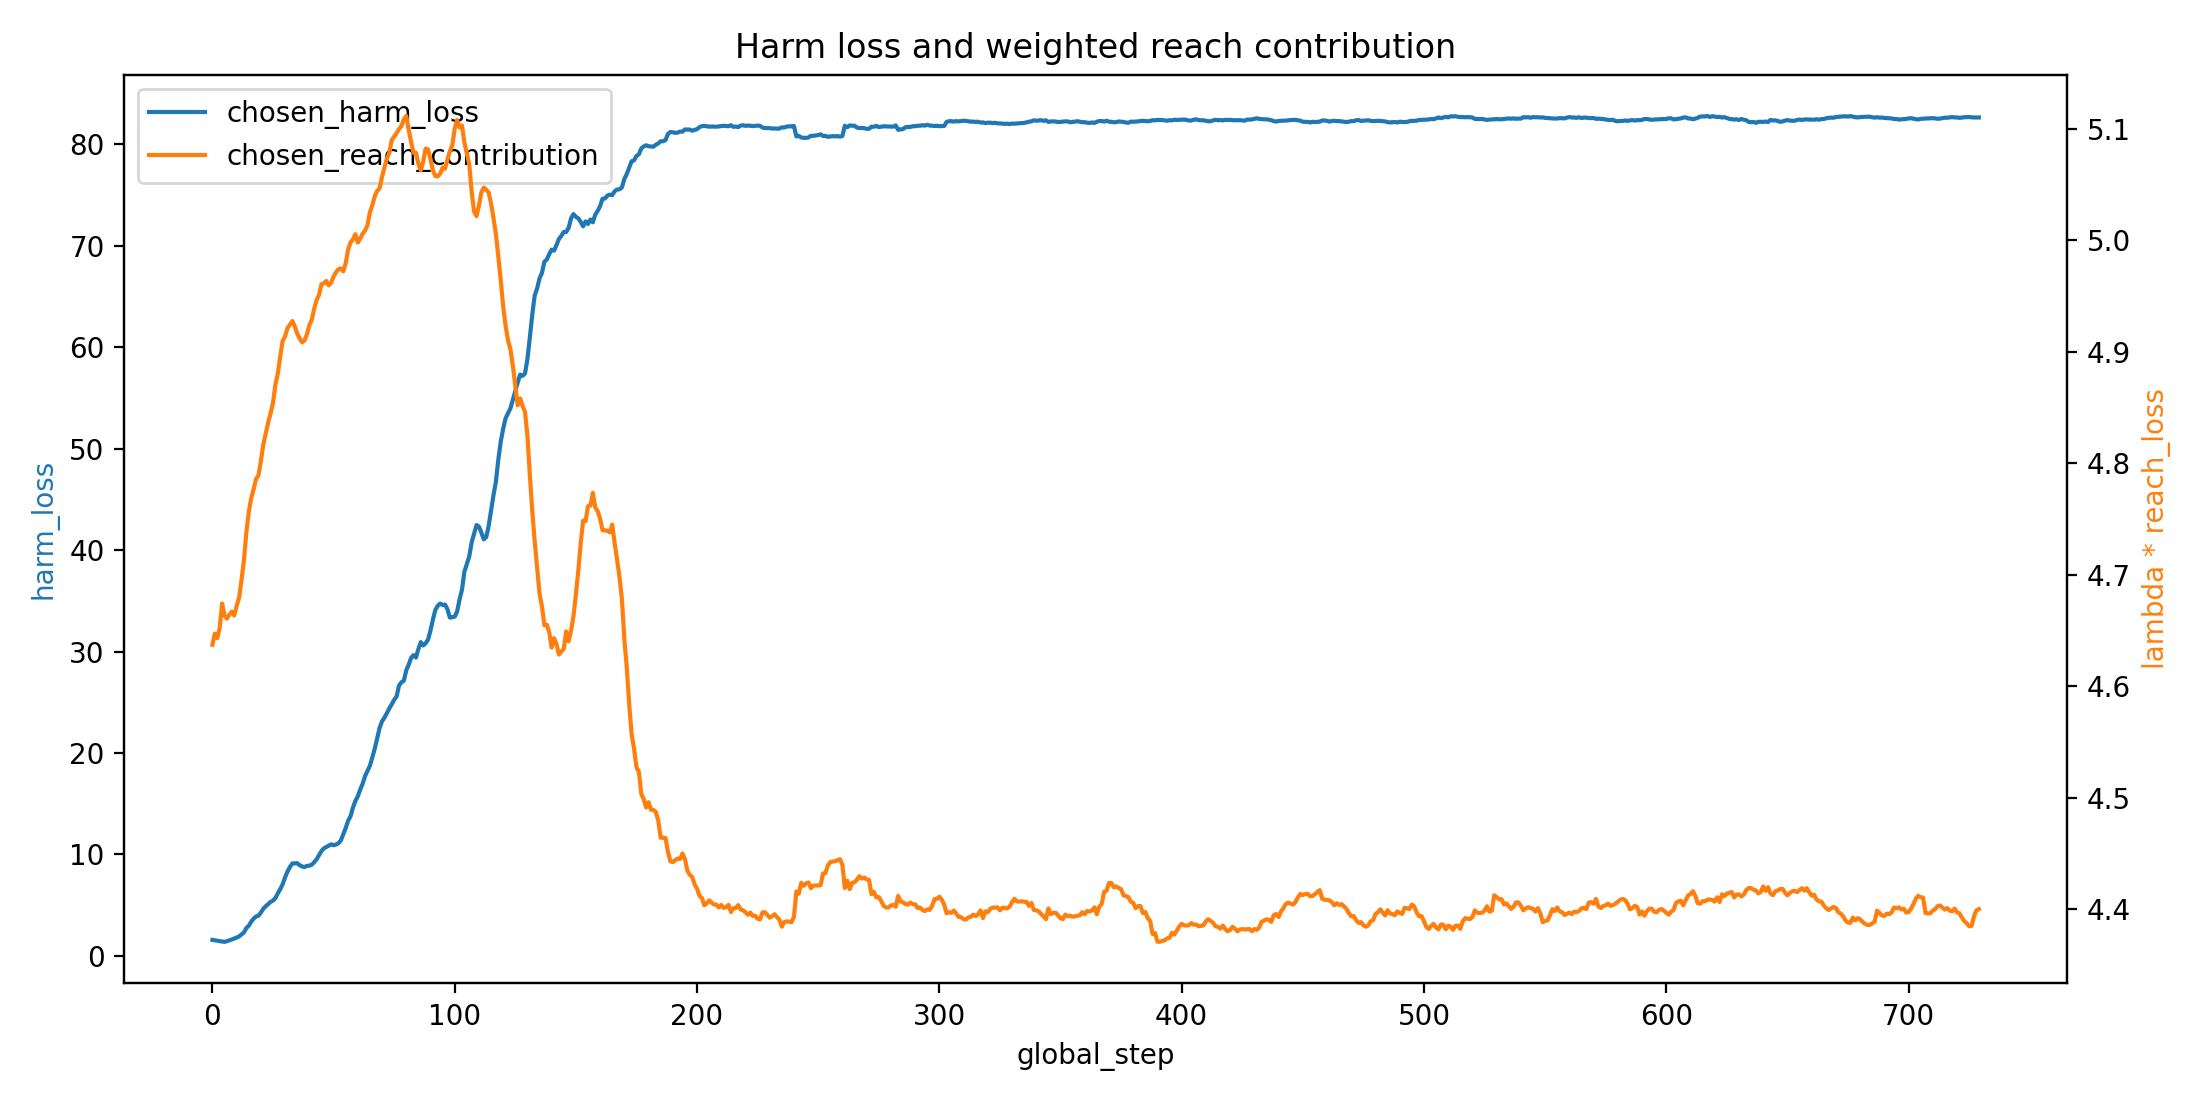 Harm loss and weighted reach contribution
chosen_harm_loss
chosen_reach_contribution
80
70
60
50
40
30
20
10
0
harm_loss
5.1
5.0
4.9
4.8
4.7
4.6
4.5
4.4
lambda * reach_loss
0 100 200 300 400 500 600 700
global_step